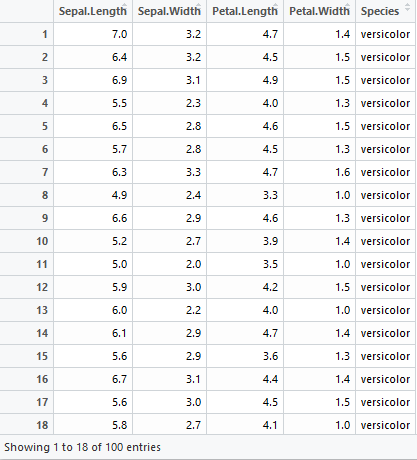 Sepal.Length Sepal.Width Petal.Length Petal.Width Species
1 7.0 3.2 4.7 1.4 versicolor
2 6.4 3.2 4.5 1.5 versicolor
3 6.9 3.1 4.9 1.5 versicolor
4 5.5 2.3 4.0 1.3 versicolor
5 6.5 2.8 4.6 1.5 versicolor
6 5.7 2.8 4.5 1.3 versicolor
7 6.3 3.3 4.7 1.6 versicolor
8 4.9 2.4 3.3 1.0 versicolor
9 6.6 2.9 4.6 1.3 versicolor
10 5.2 2.7 3.9 1.4 versicolor
11 5.0 2.0 3.5 1.0 versicolor
12 5.9 3.0 4.2 1.5 versicolor
13 6.0 2.2 4.0 1.0 versicolor
14 6.1 2.9 4.7 1.4 versicolor
15 5.6 2.9 3.6 1.3 versicolor
16 6.7 3.1 4.4 1.4 versicolor
17 5.6 3.0 4.5 1.5 versicolor
18 5.8 2.7 4.1 1.0 versicolor
Showing 1 to 18 of 100 entries